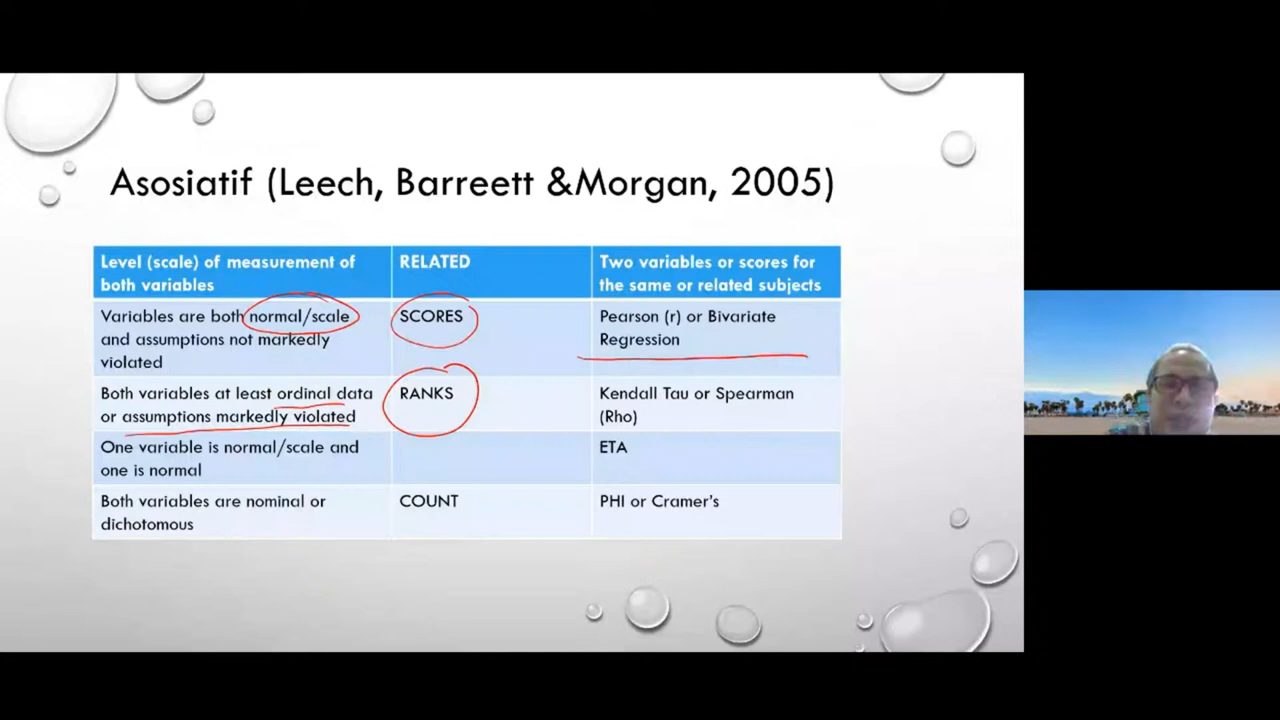 Asosiatif (Leech, Barreett &Morgan, 2005)
Level (scale) of measurement of
both variables
RELATED
Two variables or scores for
the same or related subjects
Variables are both normal/scale
and assumptions not markedly
violated
SCORES
Pearson (r) or Bivariate
Regression
Both variables at least ordinal data
or assumptions markedly violated
RANKS
Kendall Tau or Spearman
(Rho)
One variable is normal/scale and
one is normal
ETA
Both variables are nominal or
dichotomous
COUNT
PHI or Cramer's